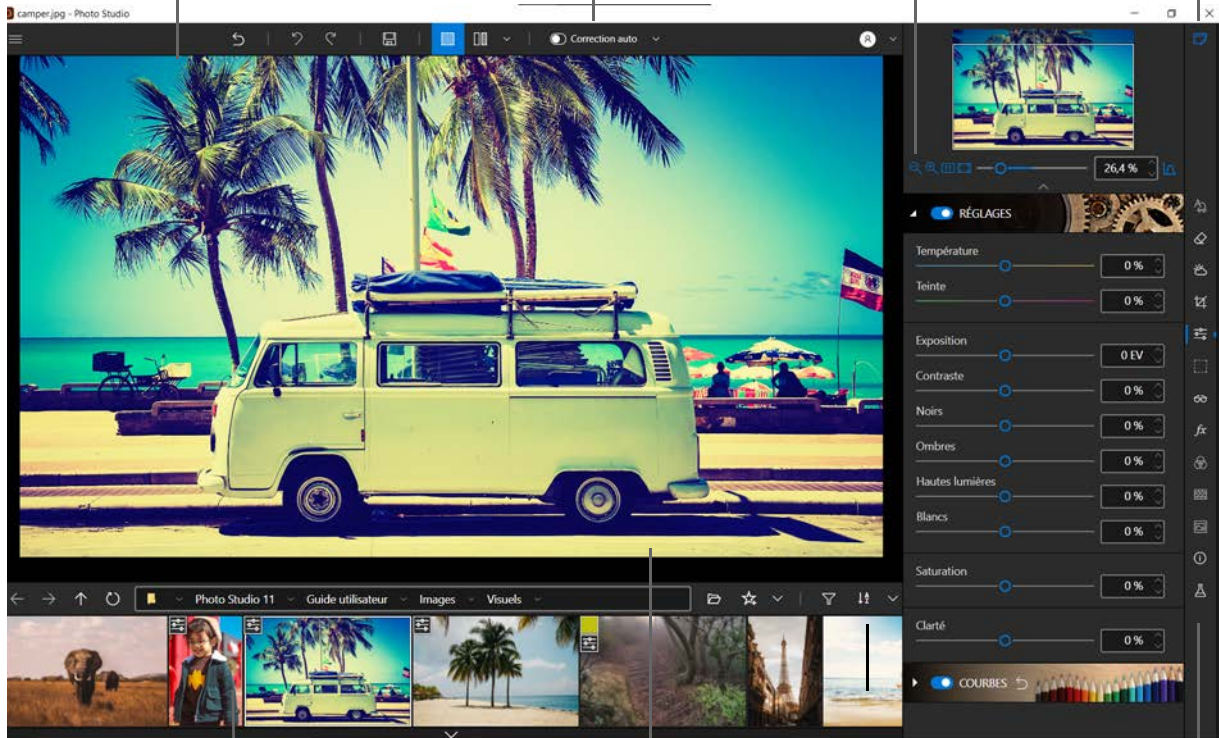 camper.jpg - Photo Studio
Correction auto
26,4 %
RÉGLAGES
Température
0 %
Teinte
0 %
Exposition
0 EV
Contraste
0 %
Noirs
0 %
Ombres
0 %
Hautes lumières
0 %
Blancs
0 %
Saturation
0 %
Clarté
0 %
COURBES
Photo Studio 11
Guide utilisateur
Images
Visuels
fx